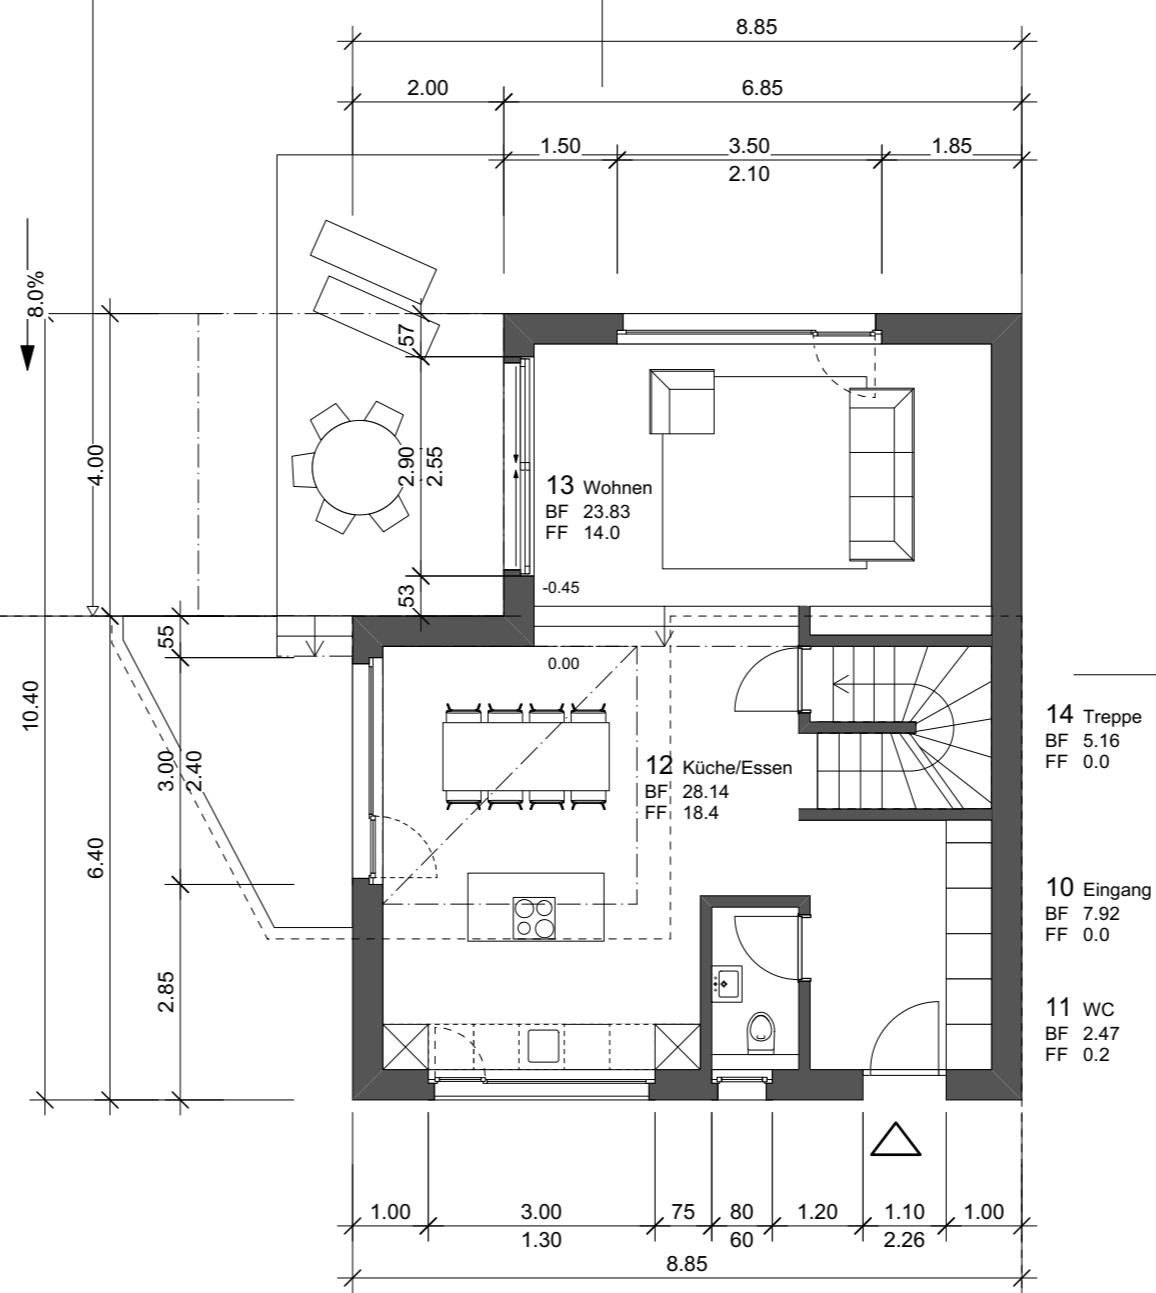 8.85
2.00 6.85
1.50 3.50 1.85
2.10
8.0%
57
4.00
2.90
2.55
13 Wohnen
BF 23.83
FF 14.0
-0.45
53
55
0.00
10.40
3.00
2.40
12 Küche/Essen
BF 28.14
FF 18.4
14 Treppe
BF 5.16
FF 0.0
6.40
10 Eingang
BF 7.92
FF 0.0
2.85
11 WC
BF 2.47
FF 0.2
1.00 3.00 75 80 1.20 1.10 1.00
1.30 60 2.26
8.85